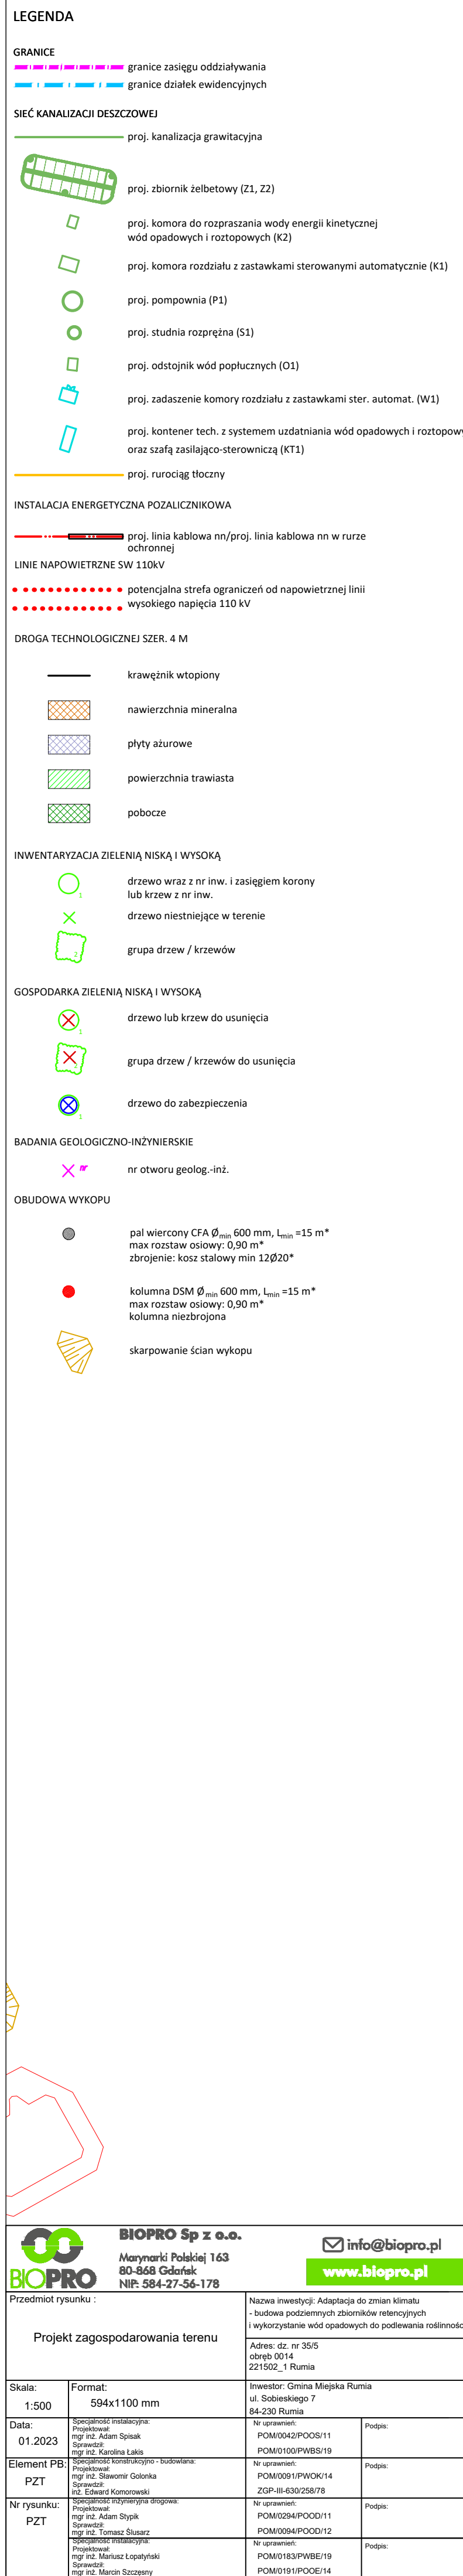 LEGENDA
GRANICE
granice zasięgu oddziaływania
granice działek ewidencyjnych
SIEĆ KANALIZACJI DESZCZOWEJ
proj. kanalizacja grawitacyjna
proj. zbiornik żelbetowy (Z1, Z2)
proj. komora do rozpraszania wody energii kinetycznej
wód opadowych i roztopowych (K2)
proj. komora rozdziału z zastawkami sterowanymi automatycznie (K1)
proj. pompownia (P1)
proj. studnia rozprężna (S1)
proj. odstojnik wód popłucznych (O1)
proj. zadaszenie komory rozdziału z zastawkami ster. automat. (W1)
proj. kontener tech. z systemem uzdatniania wód opadowych i roztopowy
oraz szafą zasilająco-sterowniczą (KT1)
proj. rurociąg tłoczny
INSTALACJA ENERGETYCZNA POZALICZNIKOWA
proj. linia kablowa nn/proj. linia kablowa nn w rurze
ochronnej
LINIE NAPOWIETRZNE SW 110kV
potencjalna strefa ograniczeń od napowietrznej linii
wysokiego napięcia 110 kV
DROGA TECHNOLOGICZNEJ SZER. 4 M
krawężnik wtopiony
nawierzchnia mineralna
płyty ażurowe
powierzchnia trawiasta
pobocze
INWENTARYZACJA ZIELENIĄ NISKĄ I WYSOKĄ
drzewo wraz z nr inw. i zasięgiem korony
lub krzew z nr inw.
1
drzewo niestniejące w terenie
grupa drzew / krzewów
2
GOSPODARKA ZIELENIĄ NISKĄ I WYSOKĄ
drzewo lub krzew do usunięcia
1
grupa drzew / krzewów do usunięcia
drzewo do zabezpieczenia
1
BADANIA GEOLOGICZNO-INŻYNIERSKIE
nr nr otworu geolog.-inż.
OBUDOWA WYKOPU
pal wiercony CFA Ø min 600 mm, Lmin =15 m*
max rozstaw osiowy: 0,90 m*
zbrojenie: kosz stalowy min 12Ø20*
kolumna DSM Ø min 600 mm, Lmin =15 m*
max rozstaw osiowy: 0,90 m*
kolumna niezbrojona
skarpowanie ścian wykopu
BIOPRO
BIOPRO Sp z o.o.
Marynarki Polskiej 163
80-868 Gdańsk
NIP: 584-27-56-178
info@biopro.pl
www.biopro.pl
Przedmiot rysunku :
Projekt zagospodarowania terenu
Nazwa inwestycji: Adaptacja do zmian klimatu
- budowa podziemnych zbiorników retencyjnych
i wykorzystanie wód opadowych do podlewania roślinnośc
Adres: dz. nr 35/5
obręb 0014
221502_1 Rumia
Skala:
1:500
Format:
594x1100 mm
Inwestor: Gmina Miejska Rumia
ul. Sobieskiego 7
84-230 Rumia
Data:
01.2023
Specjalność instalacyjna:
Projektował:
mgr inż. Adam Spisak
Sprawdził:
mgr inż. Karolina Łakis
Nr uprawnień:
POM/0042/POOS/11
POM/0100/PWBS/19
Podpis:
Element PB:
PZT
Specjalność konstrukcyjno - budowlana:
Projektował:
mgr inż. Sławomir Golonka
Sprawdził:
inż. Edward Komorowski
Nr uprawnień:
POM/0091/PWOK/14
ZGP-III-630/258/78
Podpis:
Nr rysunku:
PZT
Specjalność inżynieryjna drogowa:
Projektował:
mgr inż. Adam Stypik
Sprawdził:
mgr inż. Tomasz Ślusarz
Nr uprawnień:
POM/0294/POOD/11
POM/0094/POOD/12
Podpis:
Specjalność instalacyjna:
Projektował:
mgr inż. Mariusz Łopatyński
Sprawdził:
mgr inż. Marcin Szczęsny
Nr uprawnień:
POM/0183/PWBE/19
POM/0191/POOE/14
Podpis: